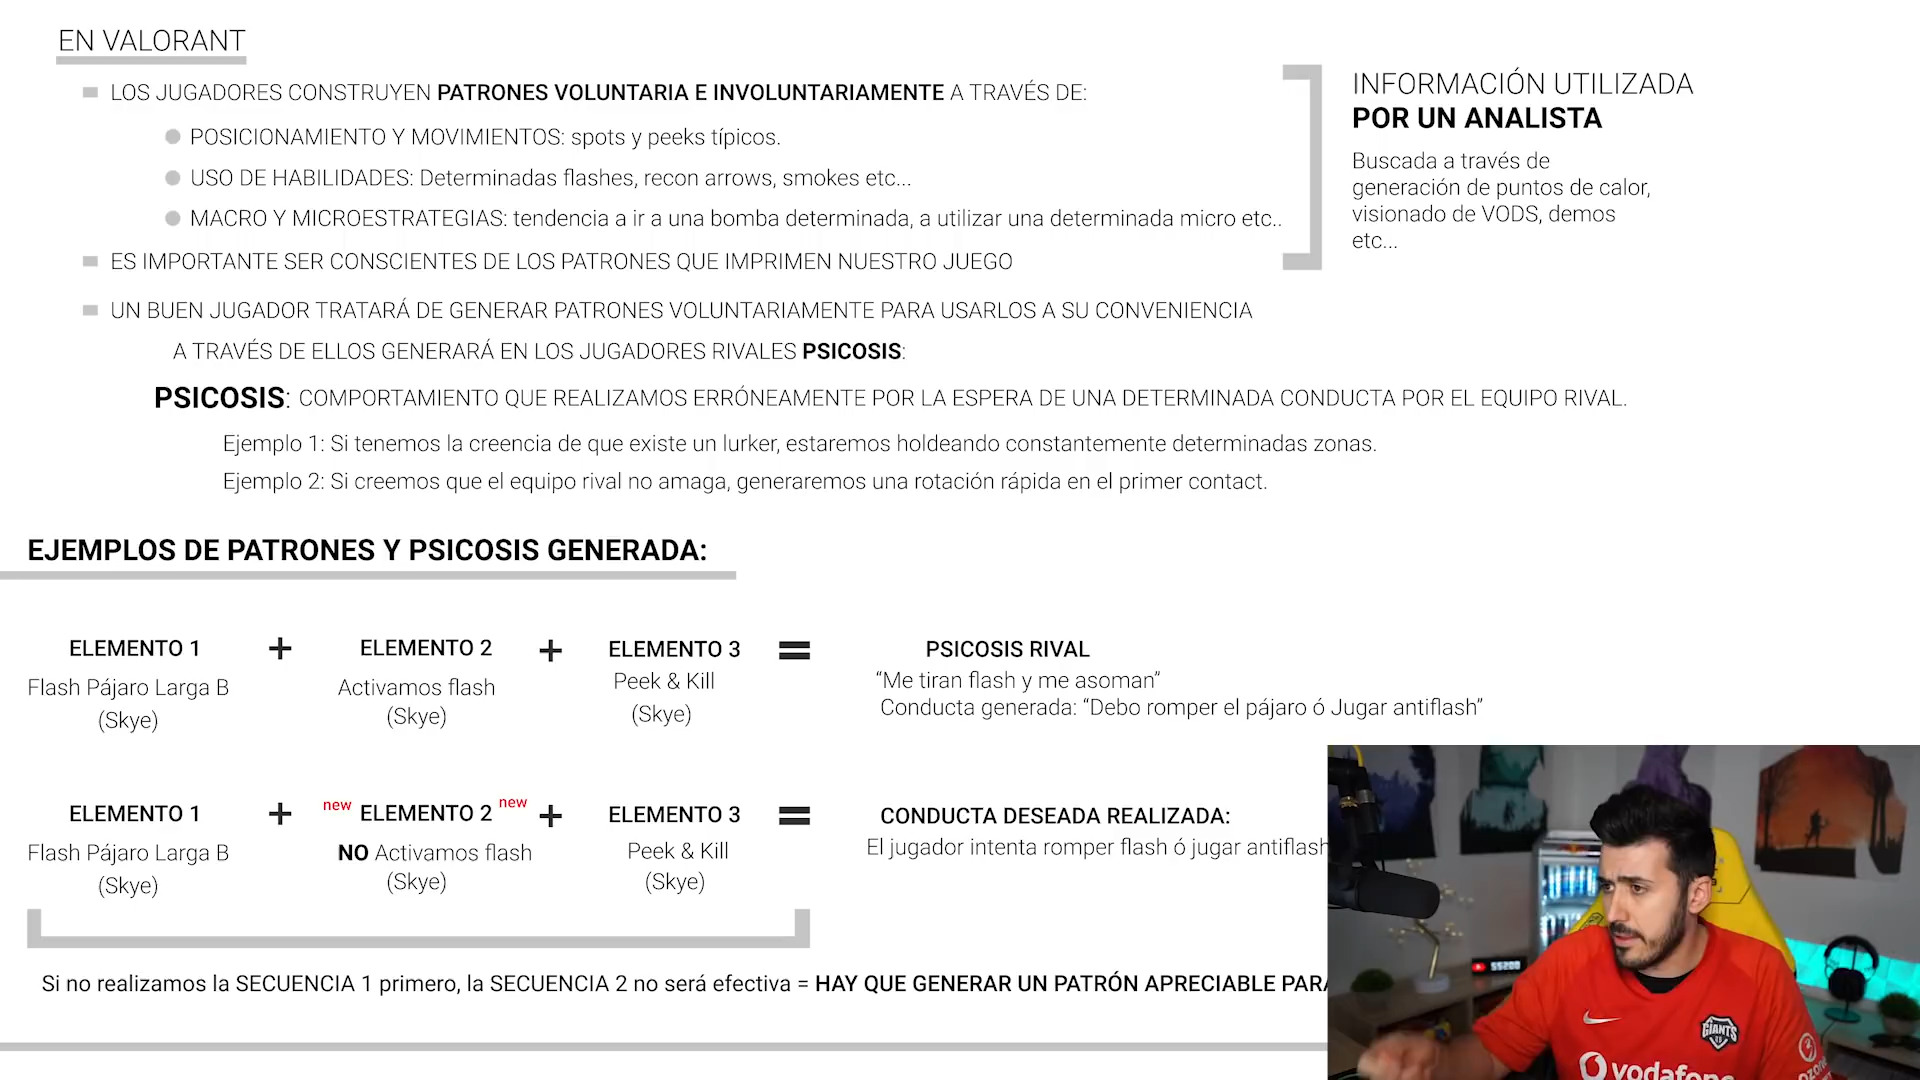 EN VALORANT
LOS JUGADORES CONSTRUYEN PATRONES VOLUNTARIA E INVOLUNTARIAMENTE A TRAVÉS DE:
POSICIONAMIENTO Y MOVIMIENTOS: spots y peeks típicos.
USO DE HABILIDADES: Determinadas flashes, recon arrows, smokes etc...
MACRO Y MICROESTRATEGIAS: tendencia a ir a una bomba determinada, a utilizar una determinada micro etc..
INFORMACIÓN UTILIZADA
POR UN ANALISTA
Buscada a través de
generación de puntos de calor,
visionado de VODS, demos
etc...
ES IMPORTANTE SER CONSCIENTES DE LOS PATRONES QUE IMPRIMEN NUESTRO JUEGO
UN BUEN JUGADOR TRATARÁ DE GENERAR PATRONES VOLUNTARIAMENTE PARA USARLOS A SU CONVENIENCIA
A TRAVÉS DE ELLOS GENERARÁ EN LOS JUGADORES RIVALES PSICOSIS:
PSICOSIS: COMPORTAMIENTO QUE REALIZAMOS ERRÓNEAMENTE POR LA ESPERA DE UNA DETERMINADA CONDUCTA POR EL EQUIPO RIVAL.
Ejemplo 1: Si tenemos la creencia de que existe un lurker, estaremos holdeando constantemente determinadas zonas.
Ejemplo 2: Si creemos que el equipo rival no amaga, generaremos una rotación rápida en el primer contact.
EJEMPLOS DE PATRONES Y PSICOSIS GENERADA:
ELEMENTO 1 + ELEMENTO 2 + ELEMENTO 3 = PSICOSIS RIVAL
Flash Pájaro Larga B
(Skye)
Activamos flash
(Skye)
Peek & Kill
(Skye)
“Me tiran flash y me asoman”
Conducta generada: “Debo romper el pájaro ó Jugar antiflash”
ELEMENTO 1 + new ELEMENTO 2 new + ELEMENTO 3 = CONDUCTA DESEADA REALIZADA:
Flash Pájaro Larga B
(Skye)
NO Activamos flash
(Skye)
Peek & Kill
(Skye)
El jugador intenta romper flash ó jugar antiflash
Si no realizamos la SECUENCIA 1 primero, la SECUENCIA 2 no será efectiva = HAY QUE GENERAR UN PATRÓN APRECIABLE PARA
GIANTS
vodafone